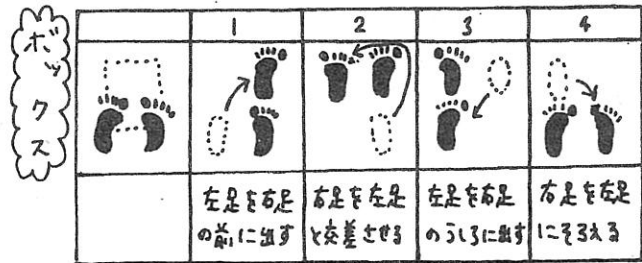 ボックス
1 2 3 4
左足を右足
の前に出す
右足を左足
と交差させる
左足を右足
のうしろに出す
右足を左足
にそろえる